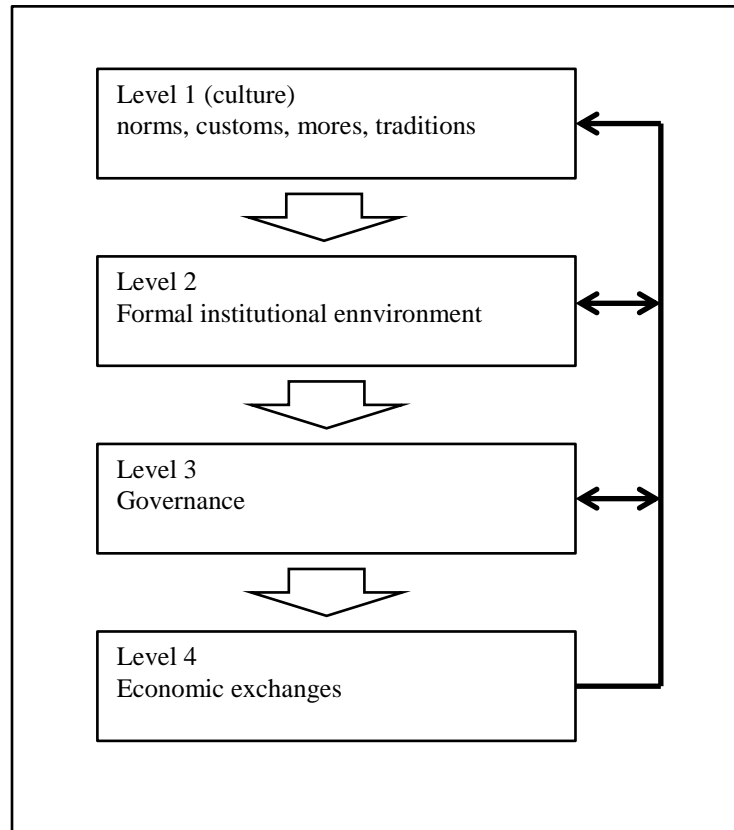 Level 1 (culture)
norms, customs, mores, traditions
Level 2
Formal institutional ennvironment
Level 3
Governance
Level 4
Economic exchanges